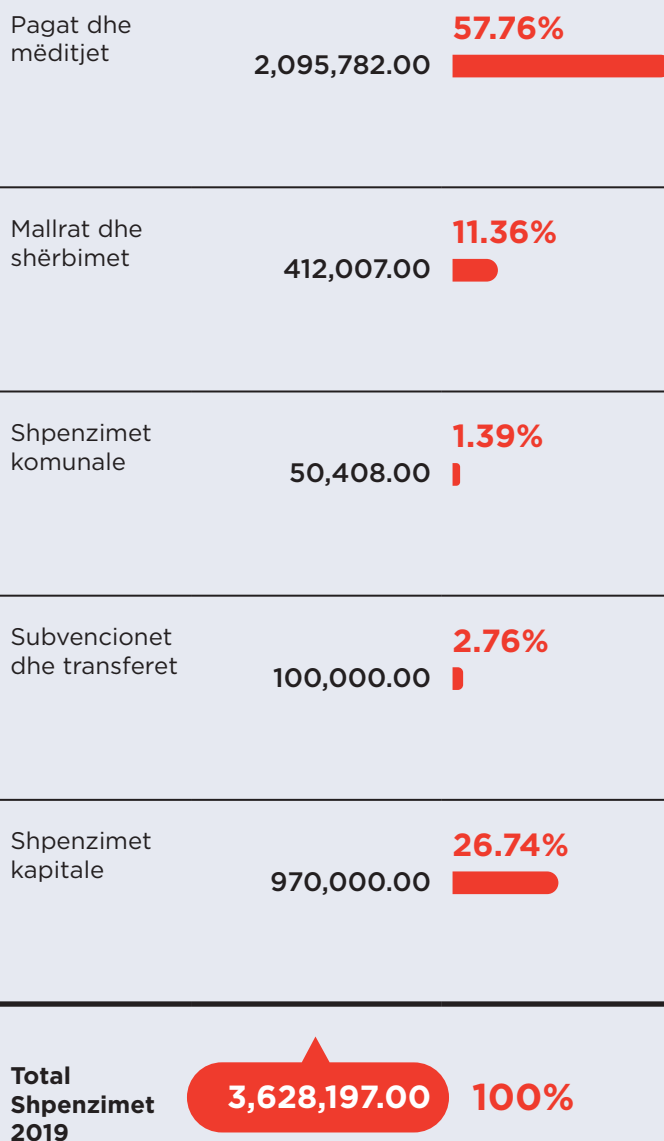 Pagat dhe
mëditjet
2,095,782.00
57.76%
Mallrat dhe
shërbimet
412,007.00
11.36%
Shpenzimet
komunale
50,408.00
1.39%
Subvencionet
dhe transferet
100,000.00
2.76%
Shpenzimet
kapitale
970,000.00
26.74%
Total
Shpenzimet
2019
3,628,197.00
100%